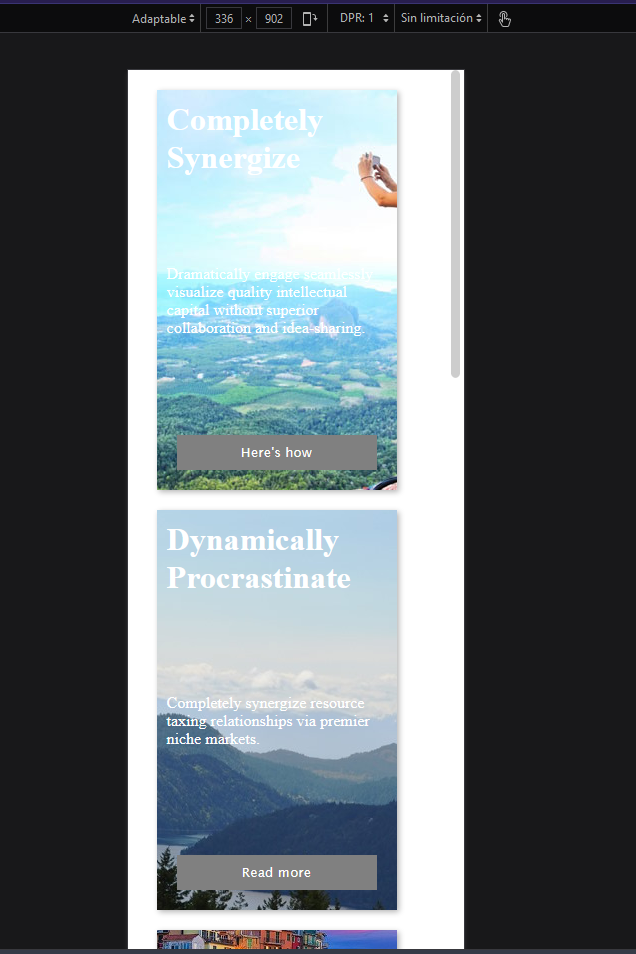 Adaptable 336 × 902 DPR: 1 Sin limitación
Completely
Synergize
Dramatically engage seamlessly
visualize quality intellectual
capital without superior
collaboration and idea-sharing.
Here's how
Dynamically
Procrastinate
Completely synergize resource
taxing relationships via premier
niche markets.
Read more